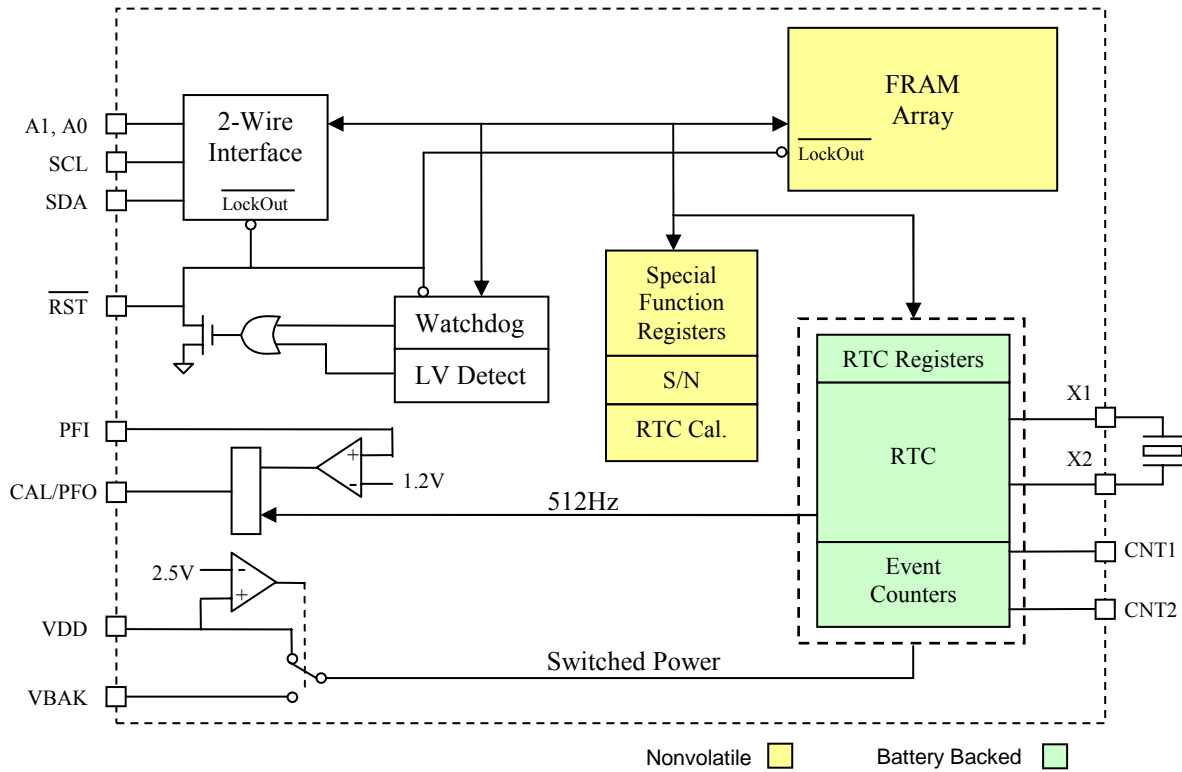 FRAM
Array
LockOut
A1, A0
SCL
SDA
2-Wire
Interface
LockOut
RST
Watchdog
LV Detect
Special
Function
Registers
S/N
RTC Cal.
RTC Registers
RTC
Event
Counters
X1
X2
CNT1
CNT2
PFI
+
-
1.2V
CAL/PFO
512Hz
2.5V
-
+
VDD
VBAK
Switched Power
Nonvolatile
Battery Backed